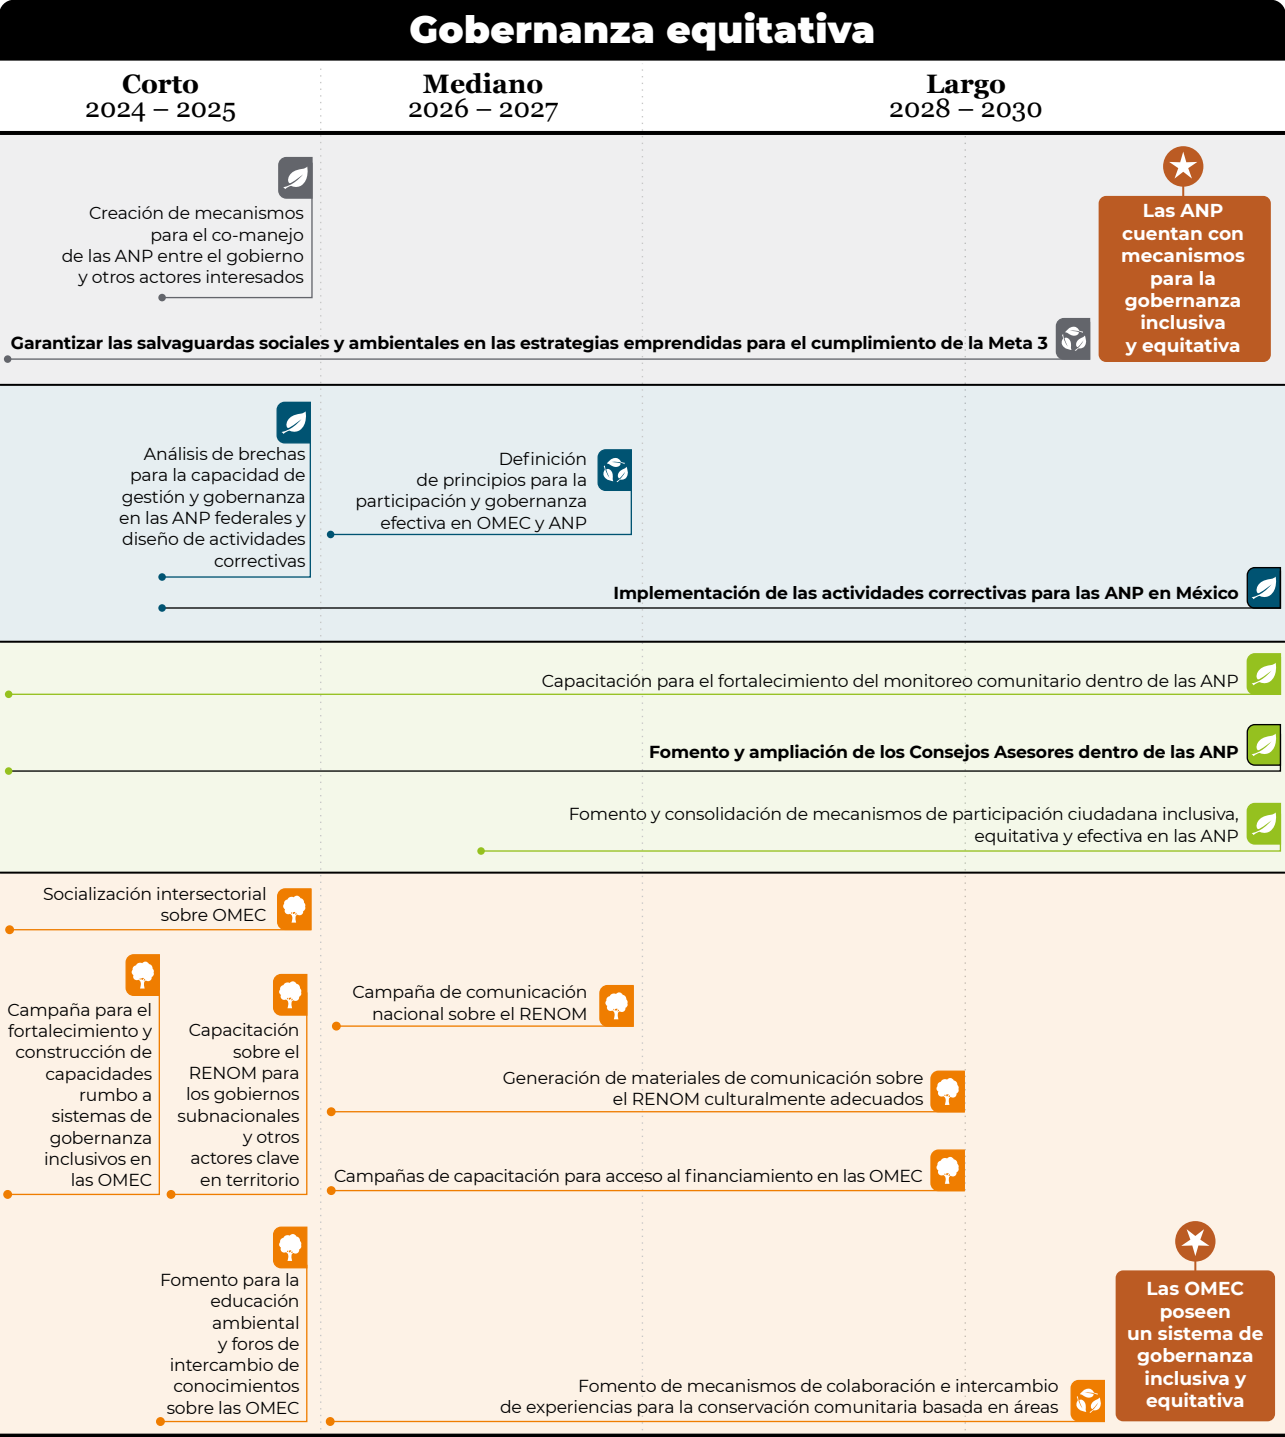 Gobernanza equitativa
Corto
2024 – 2025
Mediano
2026 – 2027
Largo
2028 – 2030
Creación de mecanismos
para el co-manejo
de las ANP entre el gobierno
y otros actores interesados
Las ANP
cuentan con
mecanismos
para la
gobernanza
inclusiva
y equitativa
Garantizar las salvaguardas sociales y ambientales en las estrategias emprendidas para el cumplimiento de la Meta 3
Análisis de brechas
para la capacidad de
gestión y gobernanza
en las ANP federales y
diseño de actividades
correctivas
Definición
de principios para la
participación y gobernanza
efectiva en OMEC y ANP
Implementación de las actividades correctivas para las ANP en México
Capacitación para el fortalecimiento del monitoreo comunitario dentro de las ANP
Fomento y ampliación de los Consejos Asesores dentro de las ANP
Fomento y consolidación de mecanismos de participación ciudadana inclusiva,
equitativa y efectiva en las ANP
Socialización intersectorial
sobre OMEC
Campaña para el
fortalecimiento y
construcción de
capacidades
rumbo a
sistemas de
gobernanza
inclusivos en
las OMEC
Capacitación
sobre el
RENOM para
los gobiernos
subnacionales
y otros
actores clave
en territorio
Campaña de comunicación
nacional sobre el RENOM
Generación de materiales de comunicación sobre
el RENOM culturalmente adecuados
Campañas de capacitación para acceso al financiamiento en las OMEC
Fomento para la
educación
ambiental
y foros de
intercambio de
conocimientos
sobre las OMEC
Fomento de mecanismos de colaboración e intercambio
de experiencias para la conservación comunitaria basada en áreas
Las OMEC
poseen
un sistema de
gobernanza
inclusiva y
equitativa